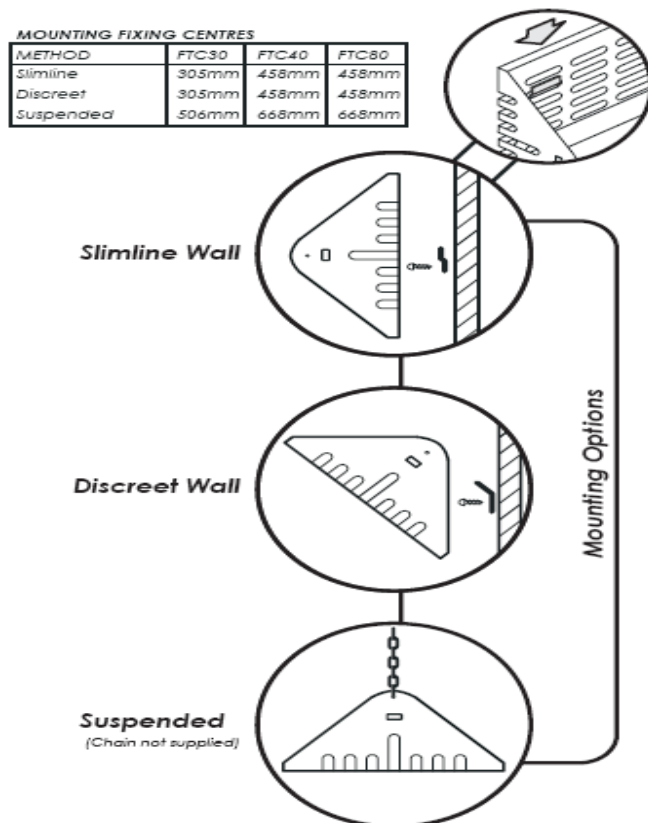 MOUNTING FIXING CENTRES
METHOD FTC30 FTC40 FTC80
Slimline 305mm 458mm 458mm
Discreet 305mm 458mm 458mm
Suspended 506mm 668mm 668mm
Slimline Wall
Discreet Wall
Mounting Options
Suspended
(Chain not supplied)